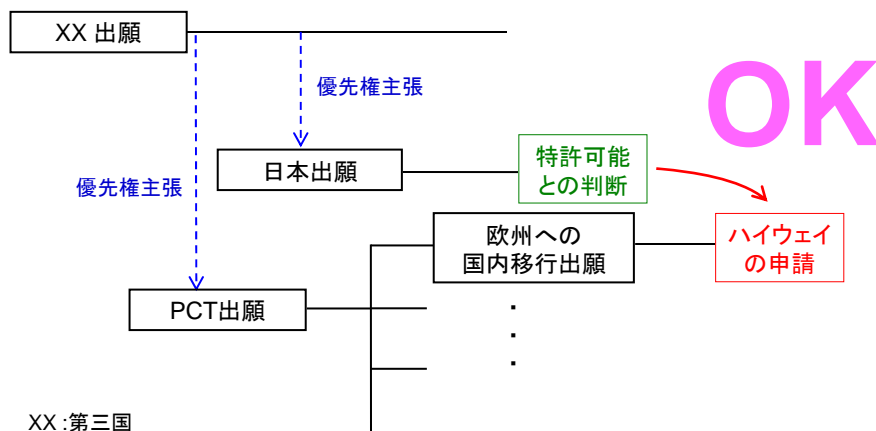 XX 出願
OK
優先権主張
日本出願
特許可能
との判断
優先権主張
欧州への
国内移行出願
ハイウェイ
の申請
PCT出願
・
・
・
XX :第三国